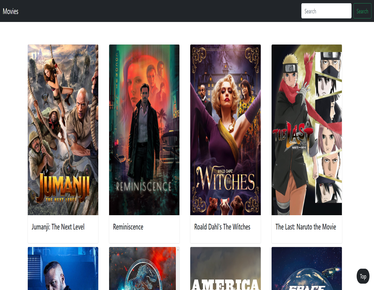 Movies
Search
Search
JUMANJI
THE NEXT LEVEL
REMINISCENCE
ROALD DAHL'S THE
WITCHES
THE LAST
Jumanji: The Next Level
Reminiscence
Roald Dahl's The Witches
The Last: Naruto the Movie
AMERICA
SPACE
Top